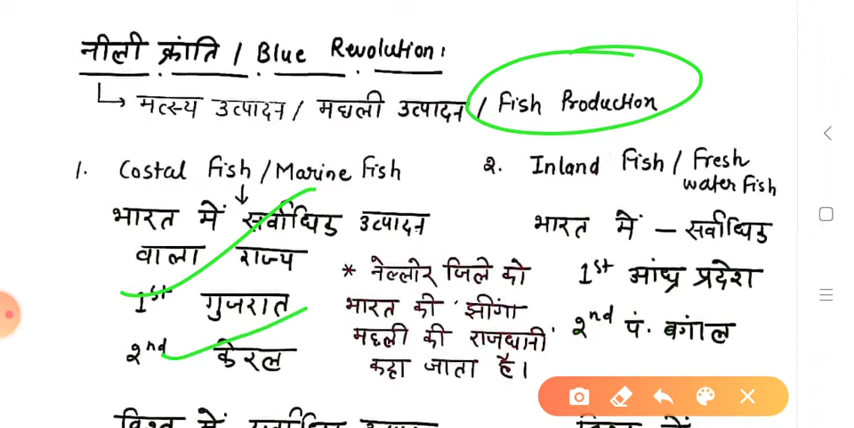 नीली क्रांति / Blue Revolution:
मत्स्य उत्पादन / मछली उत्पादन / Fish Production
1. Costal Fish / Marine Fish
भारत में सर्वाधिक उत्पादन
वाला राज्य
1st गुजरात
2nd केरल
* नेल्लोर जिले को
भारत की 'झींगा
मछली की राजधानी'
कहा जाता है।
2. Inland Fish / Fresh
water Fish
भारत में - सर्वाधिक
1st आंध्र प्रदेश
2nd पं. बंगाल